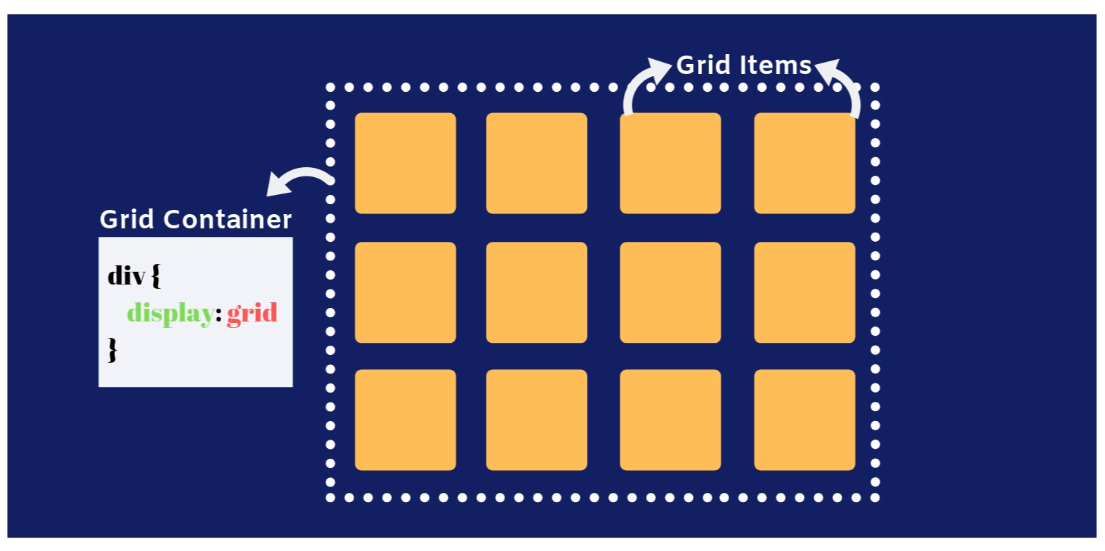 Grid Items
Grid Container
div {
display: grid
}